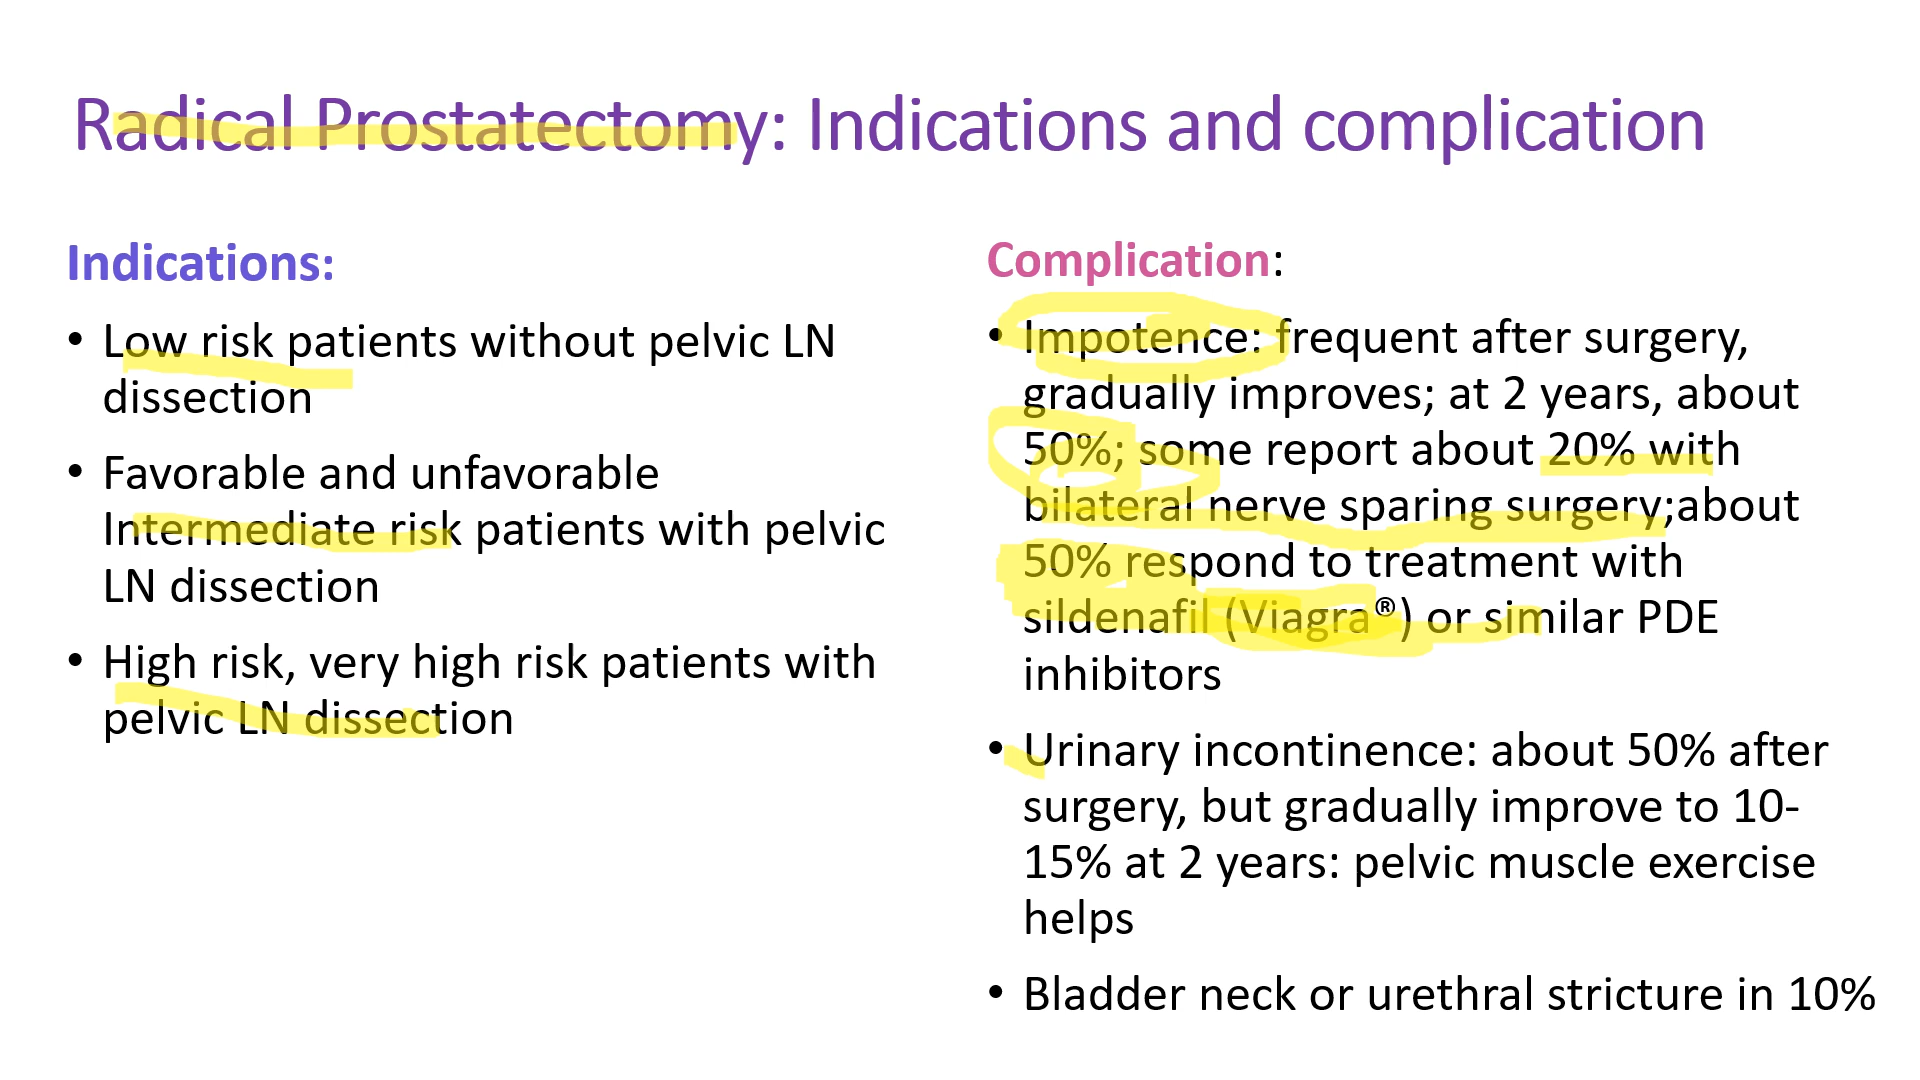 Radical Prostatectomy: Indications and complication
Indications:
• Low risk patients without pelvic LN
dissection
• Favorable and unfavorable
Intermediate risk patients with pelvic
LN dissection
• High risk, very high risk patients with
pelvic LN dissection
Complication:
• Impotence: frequent after surgery,
gradually improves; at 2 years, about
50%; some report about 20% with
bilateral nerve sparing surgery;about
50% respond to treatment with
sildenafil (Viagra®) or similar PDE
inhibitors
• Urinary incontinence: about 50% after
surgery, but gradually improve to 10-
15% at 2 years: pelvic muscle exercise
helps
• Bladder neck or urethral stricture in 10%